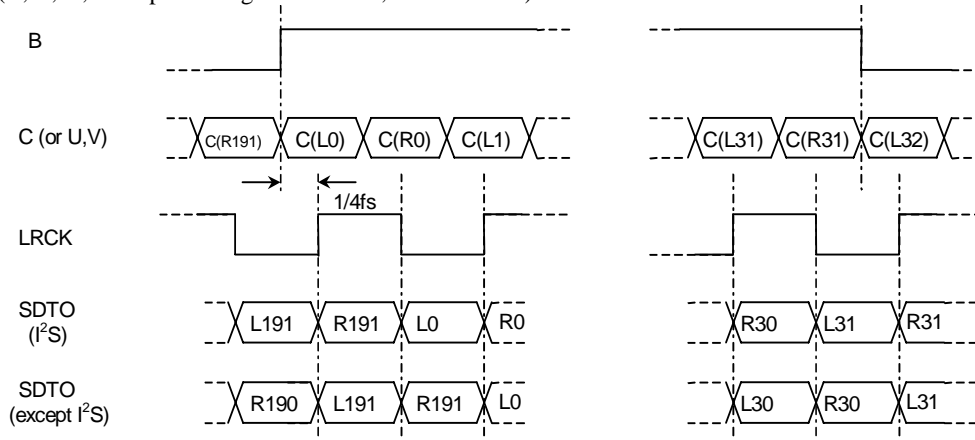 B
C (or U,V)
C(R191) C(L0) C(R0) C(L1) C(L31) C(R31) C(L32)
1/4fs
LRCK
SDTO
(I²S)
L191 R191 L0 R0 R30 L31 R31
SDTO
(except I²S)
R190 L191 R191 L0 L30 R30 L31